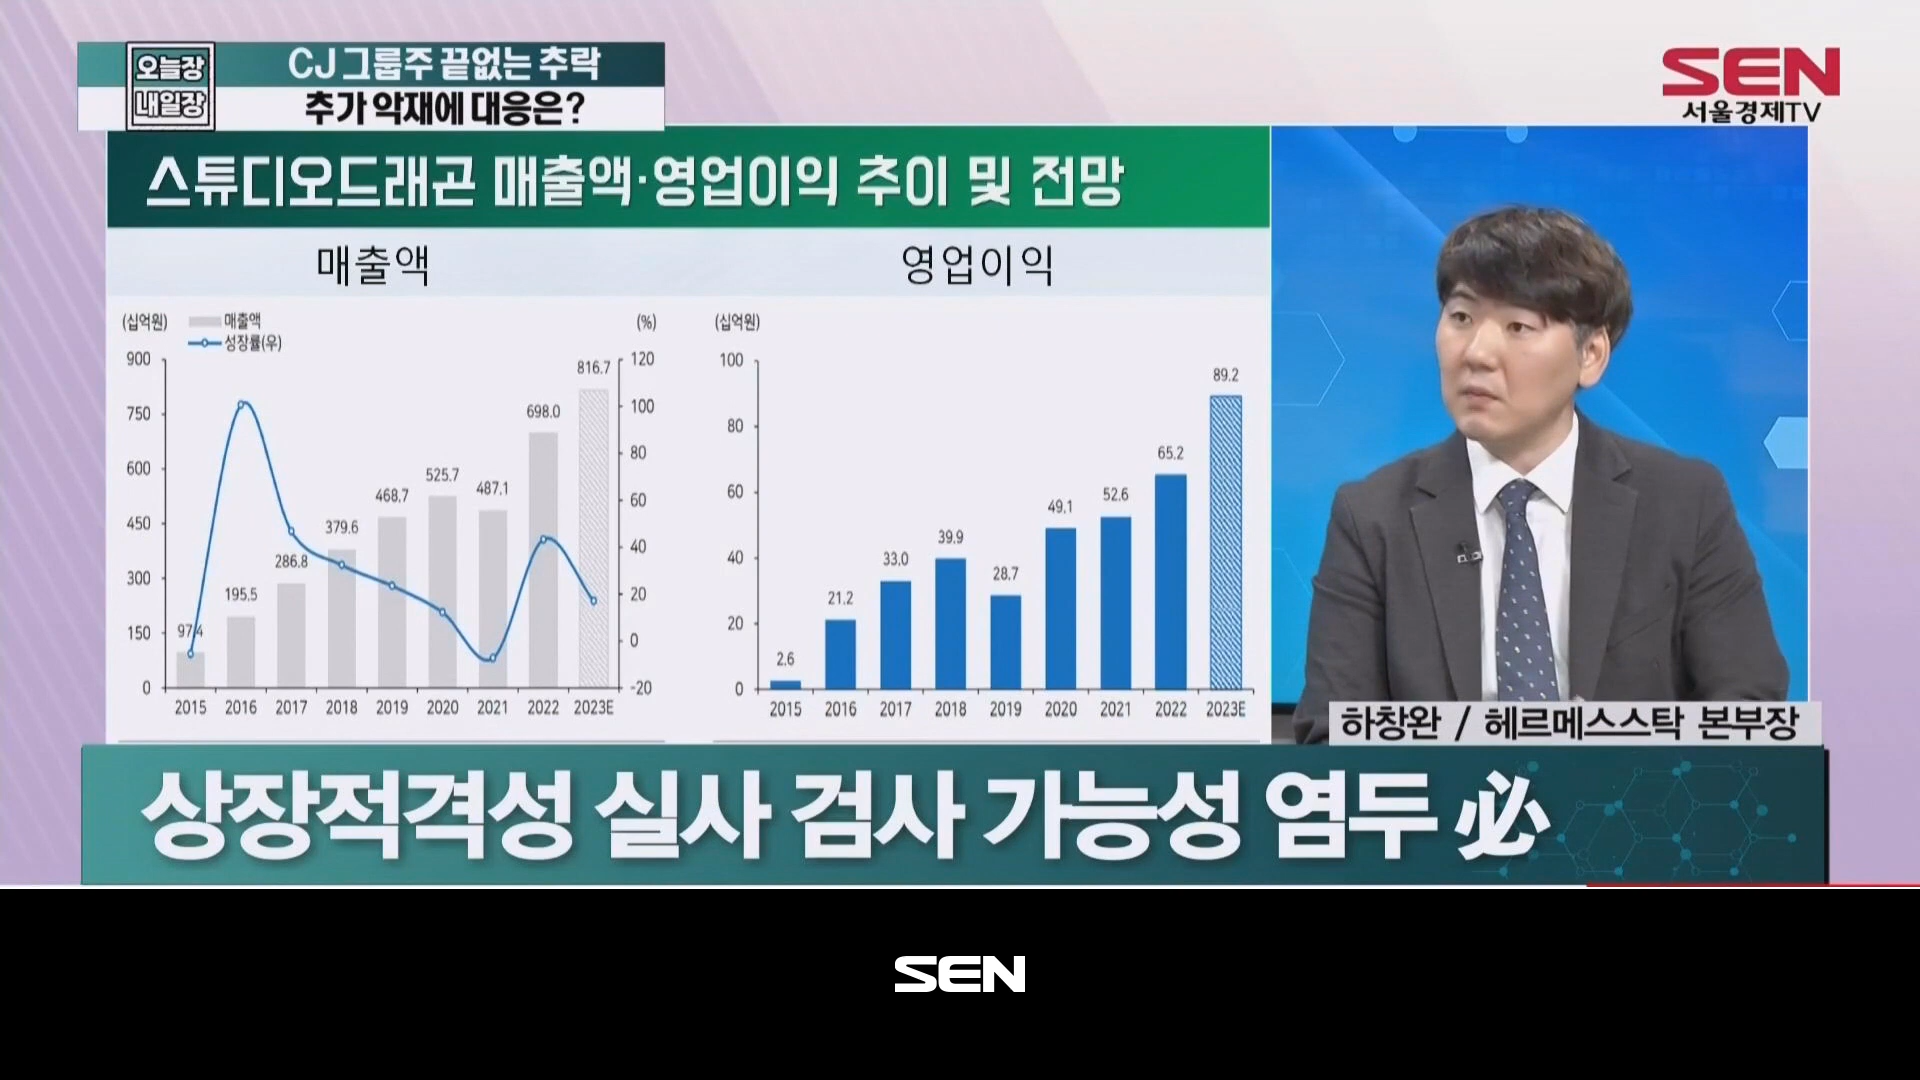 오늘장
내일장
CJ그룹주 끝없는 추락
추가 악재에 대응은?
SEN
서울경제TV
스튜디오드래곤 매출액·영업이익 추이 및 전망
매출액
영업이익
(십억원)
매출액
성장률(우)
(%)
900
750
600
450
300
150
0
120
100
80
60
40
20
0
-20
97.4
195.5
286.8
379.6
468.7
525.7
487.1
698.0
816.7
2015 2016 2017 2018 2019 2020 2021 2022 2023E
(십억원)
100
80
60
40
20
0
2.6
21.2
33.0
39.9
28.7
49.1
52.6
65.2
89.2
2015 2016 2017 2018 2019 2020 2021 2022 2023E
하창완 / 헤르메스스탁 본부장
상장적격성 실사 검사 가능성 염두 必
SEN